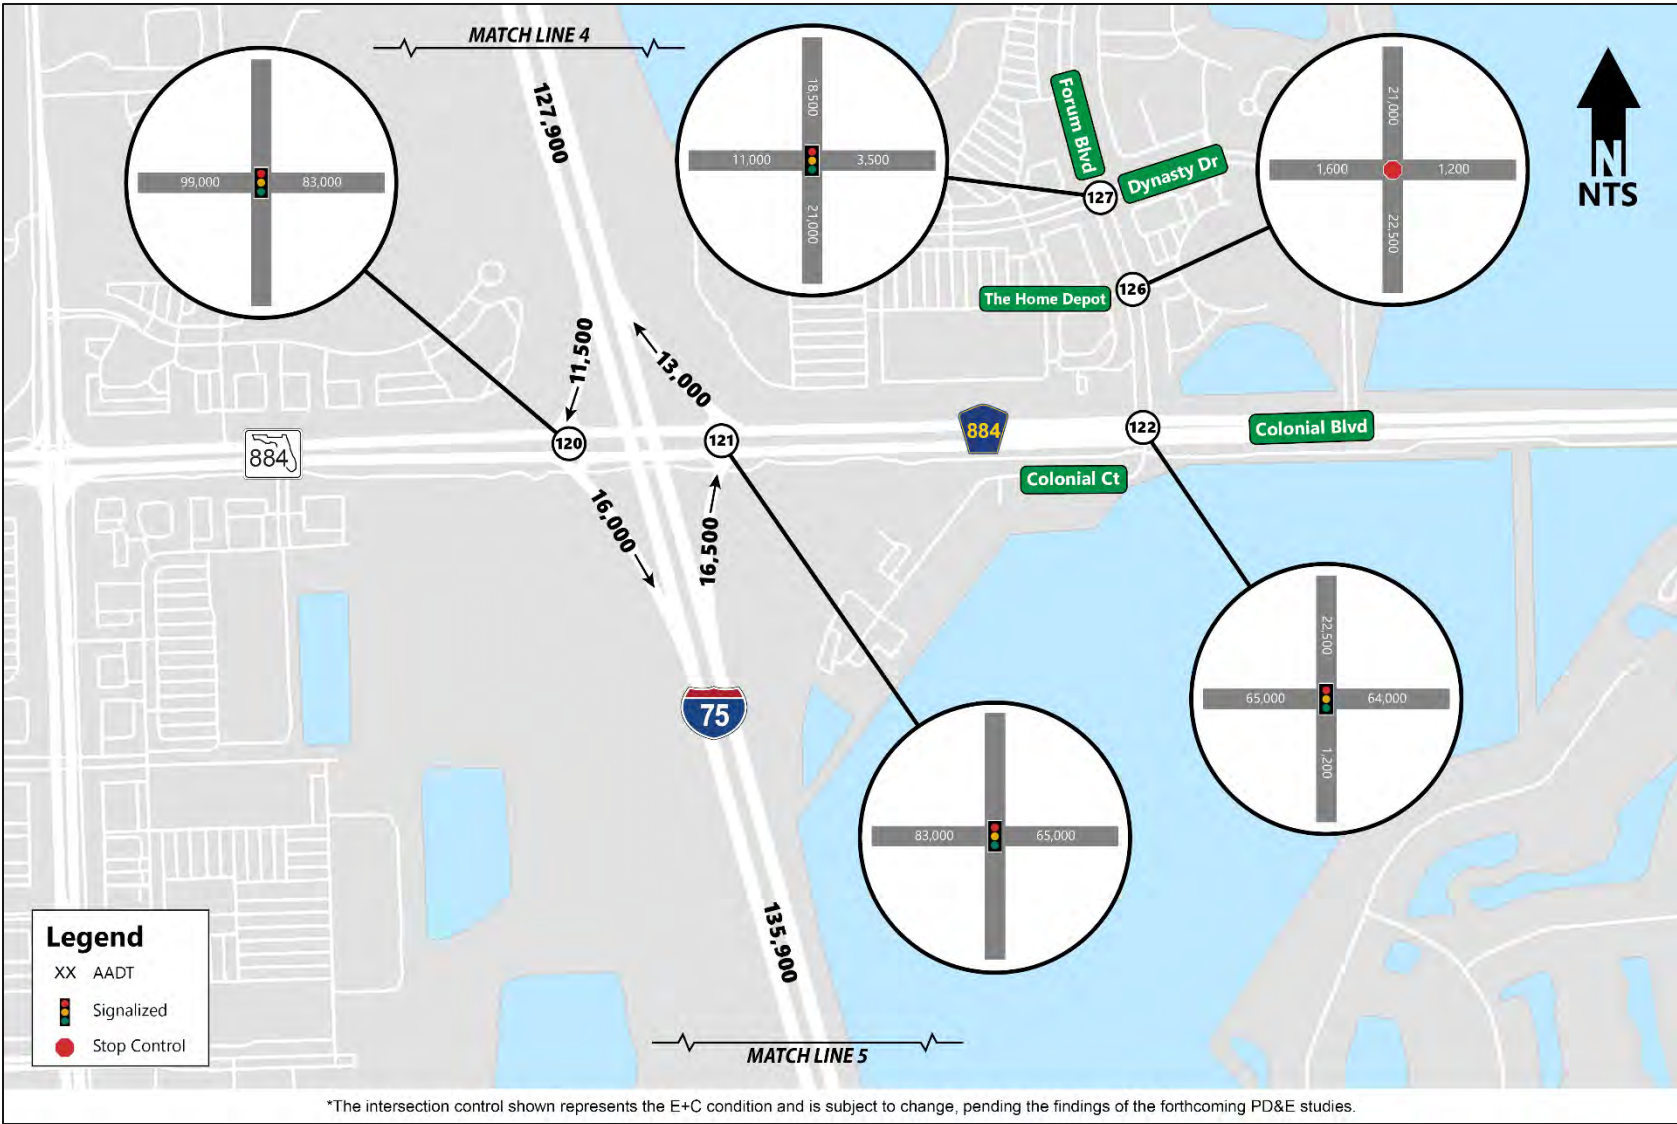 MATCH LINE 4
127,900
99,000
83,000
18,500
11,000
3,500
21,000
Forum Blvd
Dynasty Dr
127
21,000
1,600
1,200
22,500
N
NTS
The Home Depot
126
11,500
13,000
884
120
121
884
122
Colonial Blvd
Colonial Ct
16,000
16,500
75
22,500
65,000
64,000
1,200
83,000
65,000
135,900
Legend
XX AADT
Signalized
Stop Control
MATCH LINE 5
*The intersection control shown represents the E+C condition and is subject to change, pending the findings of the forthcoming PD&E studies.